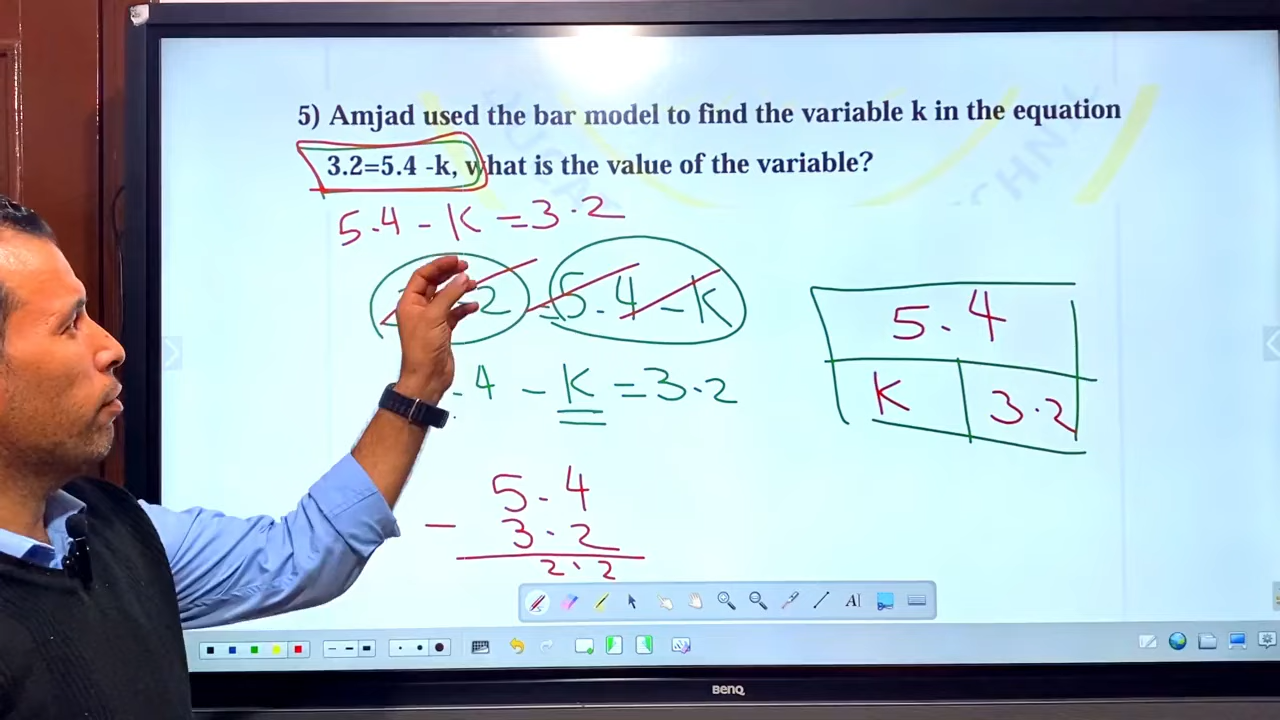 5) Amjad used the bar model to find the variable k in the equation
3.2=5.4 -k, what is the value of the variable?
5.4 - K = 3.2
2 = 5.4 - K
.4 - K = 3.2
5.4
K 3.2
5.4
- 3.2
2.2
AI
BENQ